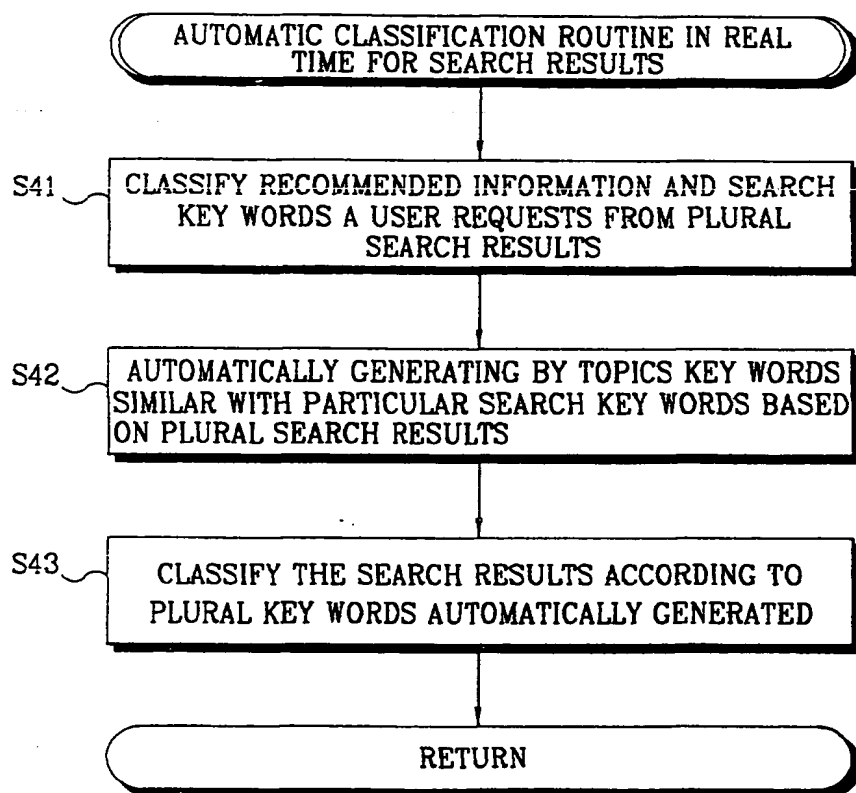 AUTOMATIC CLASSIFICATION ROUTINE IN REAL
TIME FOR SEARCH RESULTS
S41
CLASSIFY RECOMMENDED INFORMATION AND SEARCH
KEY WORDS A USER REQUESTS FROM PLURAL
SEARCH RESULTS
S42
AUTOMATICALLY GENERATING BY TOPICS KEY WORDS
SIMILAR WITH PARTICULAR SEARCH KEY WORDS BASED
ON PLURAL SEARCH RESULTS
S43
CLASSIFY THE SEARCH RESULTS ACCORDING TO
PLURAL KEY WORDS AUTOMATICALLY GENERATED
RETURN